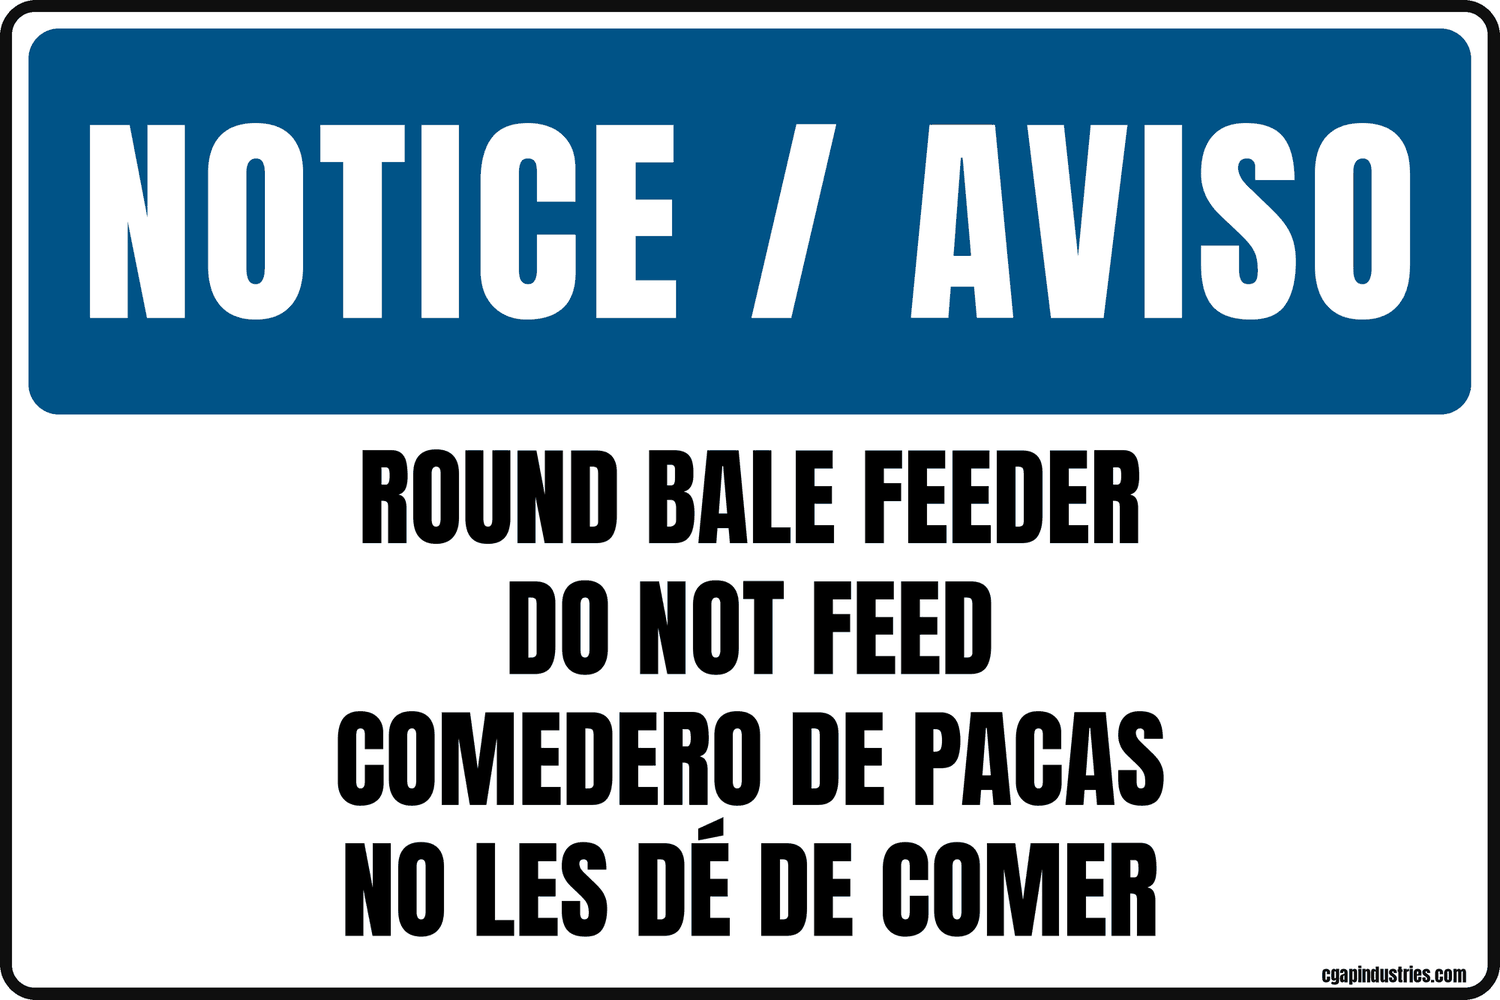 NOTICE / AVISO
ROUND BALE FEEDER
DO NOT FEED
COMEDERO DE PACAS
NO LES DÉ DE COMER
cgapindustries.com